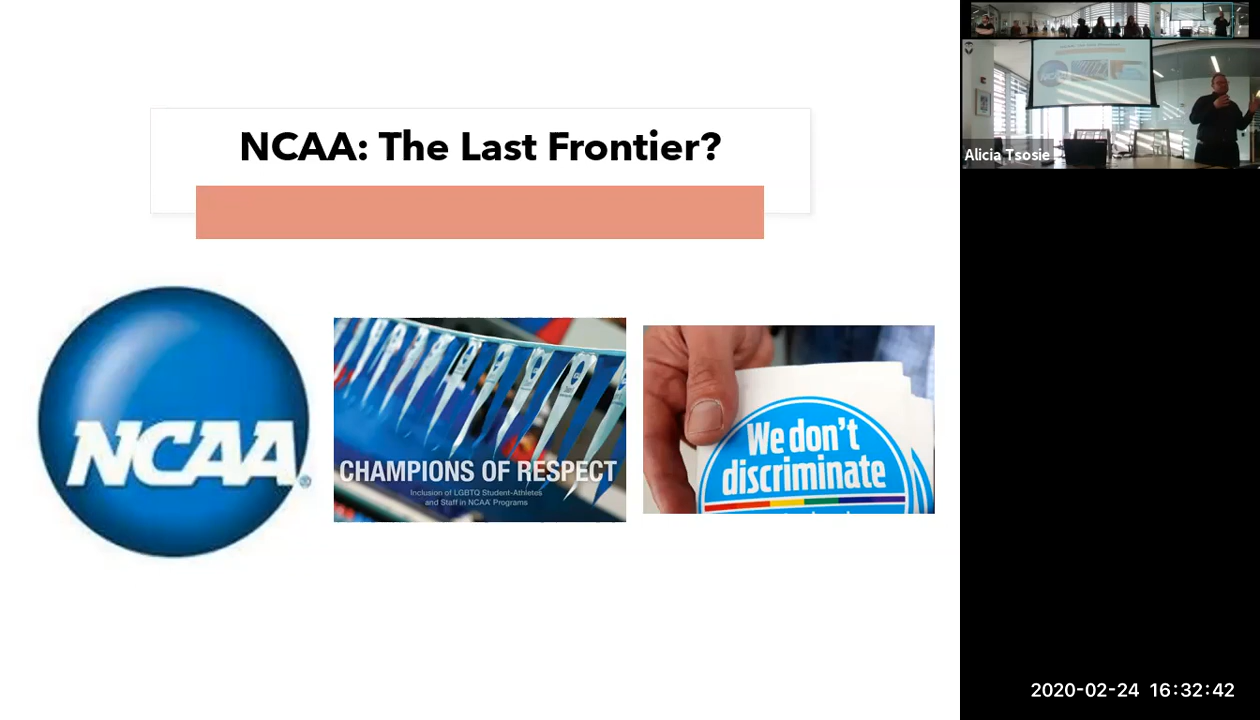 NCAA: The Last Frontier?
NCAA
®
CHAMPIONS OF RESPECT
Inclusion of LGBTQ Student-Athletes
and Staff in NCAA Programs
We don't
discriminate
Alicia Tsosie
2020-02-24 16:32:42